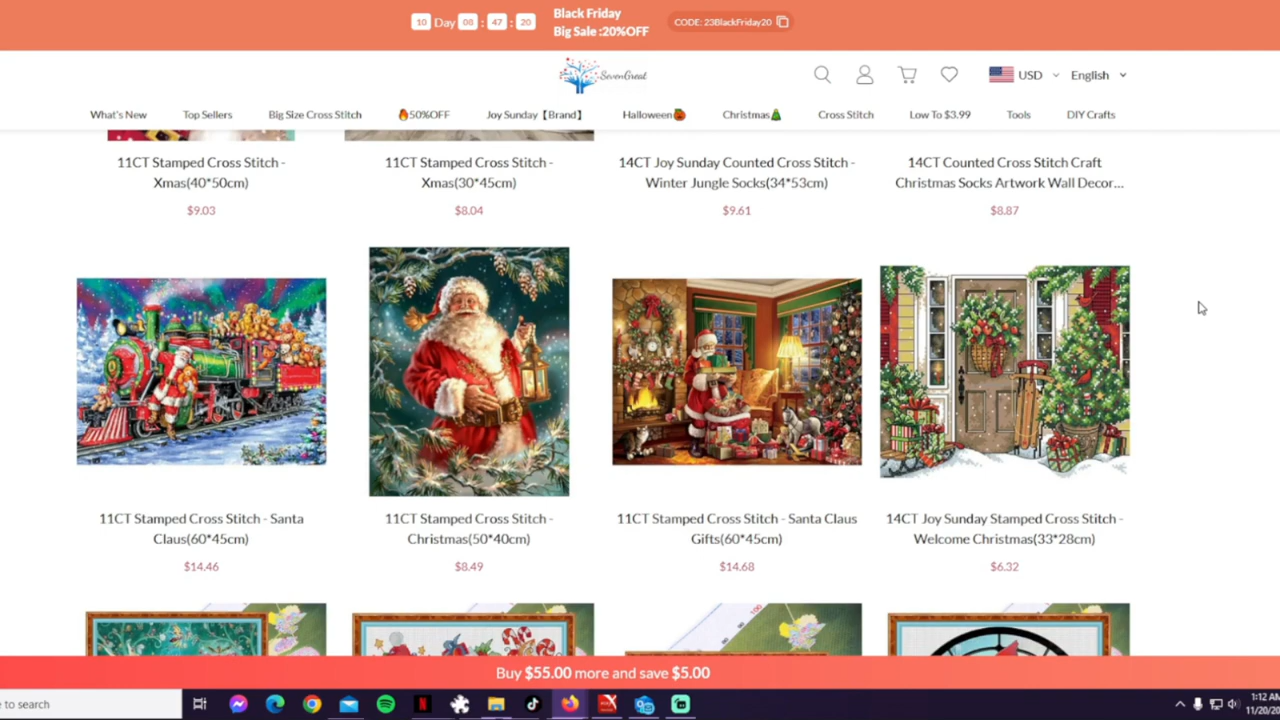 10 Day 08 : 47 : 20
Black Friday
Big Sale :20%OFF
CODE: 23BlackFriday20
SevenGreat
USD
English
What's New
Top Sellers
Big Size Cross Stitch
🔥50%OFF
Joy Sunday【Brand】
Halloween🎃
Christmas🎄
Cross Stitch
Low To $3.99
Tools
DIY Crafts
11CT Stamped Cross Stitch -
Xmas(40*50cm)
$9.03
11CT Stamped Cross Stitch -
Xmas(30*45cm)
$8.04
14CT Joy Sunday Counted Cross Stitch -
Winter Jungle Socks(34*53cm)
$9.61
14CT Counted Cross Stitch Craft
Christmas Socks Artwork Wall Decor...
$8.87
11CT Stamped Cross Stitch - Santa
Claus(60*45cm)
$14.46
11CT Stamped Cross Stitch -
Christmas(50*40cm)
$8.49
11CT Stamped Cross Stitch - Santa Claus
Gifts(60*45cm)
$14.68
14CT Joy Sunday Stamped Cross Stitch -
Welcome Christmas(33*28cm)
$6.32
Buy $55.00 more and save $5.00
e to search
1:12 AM
11/20/20